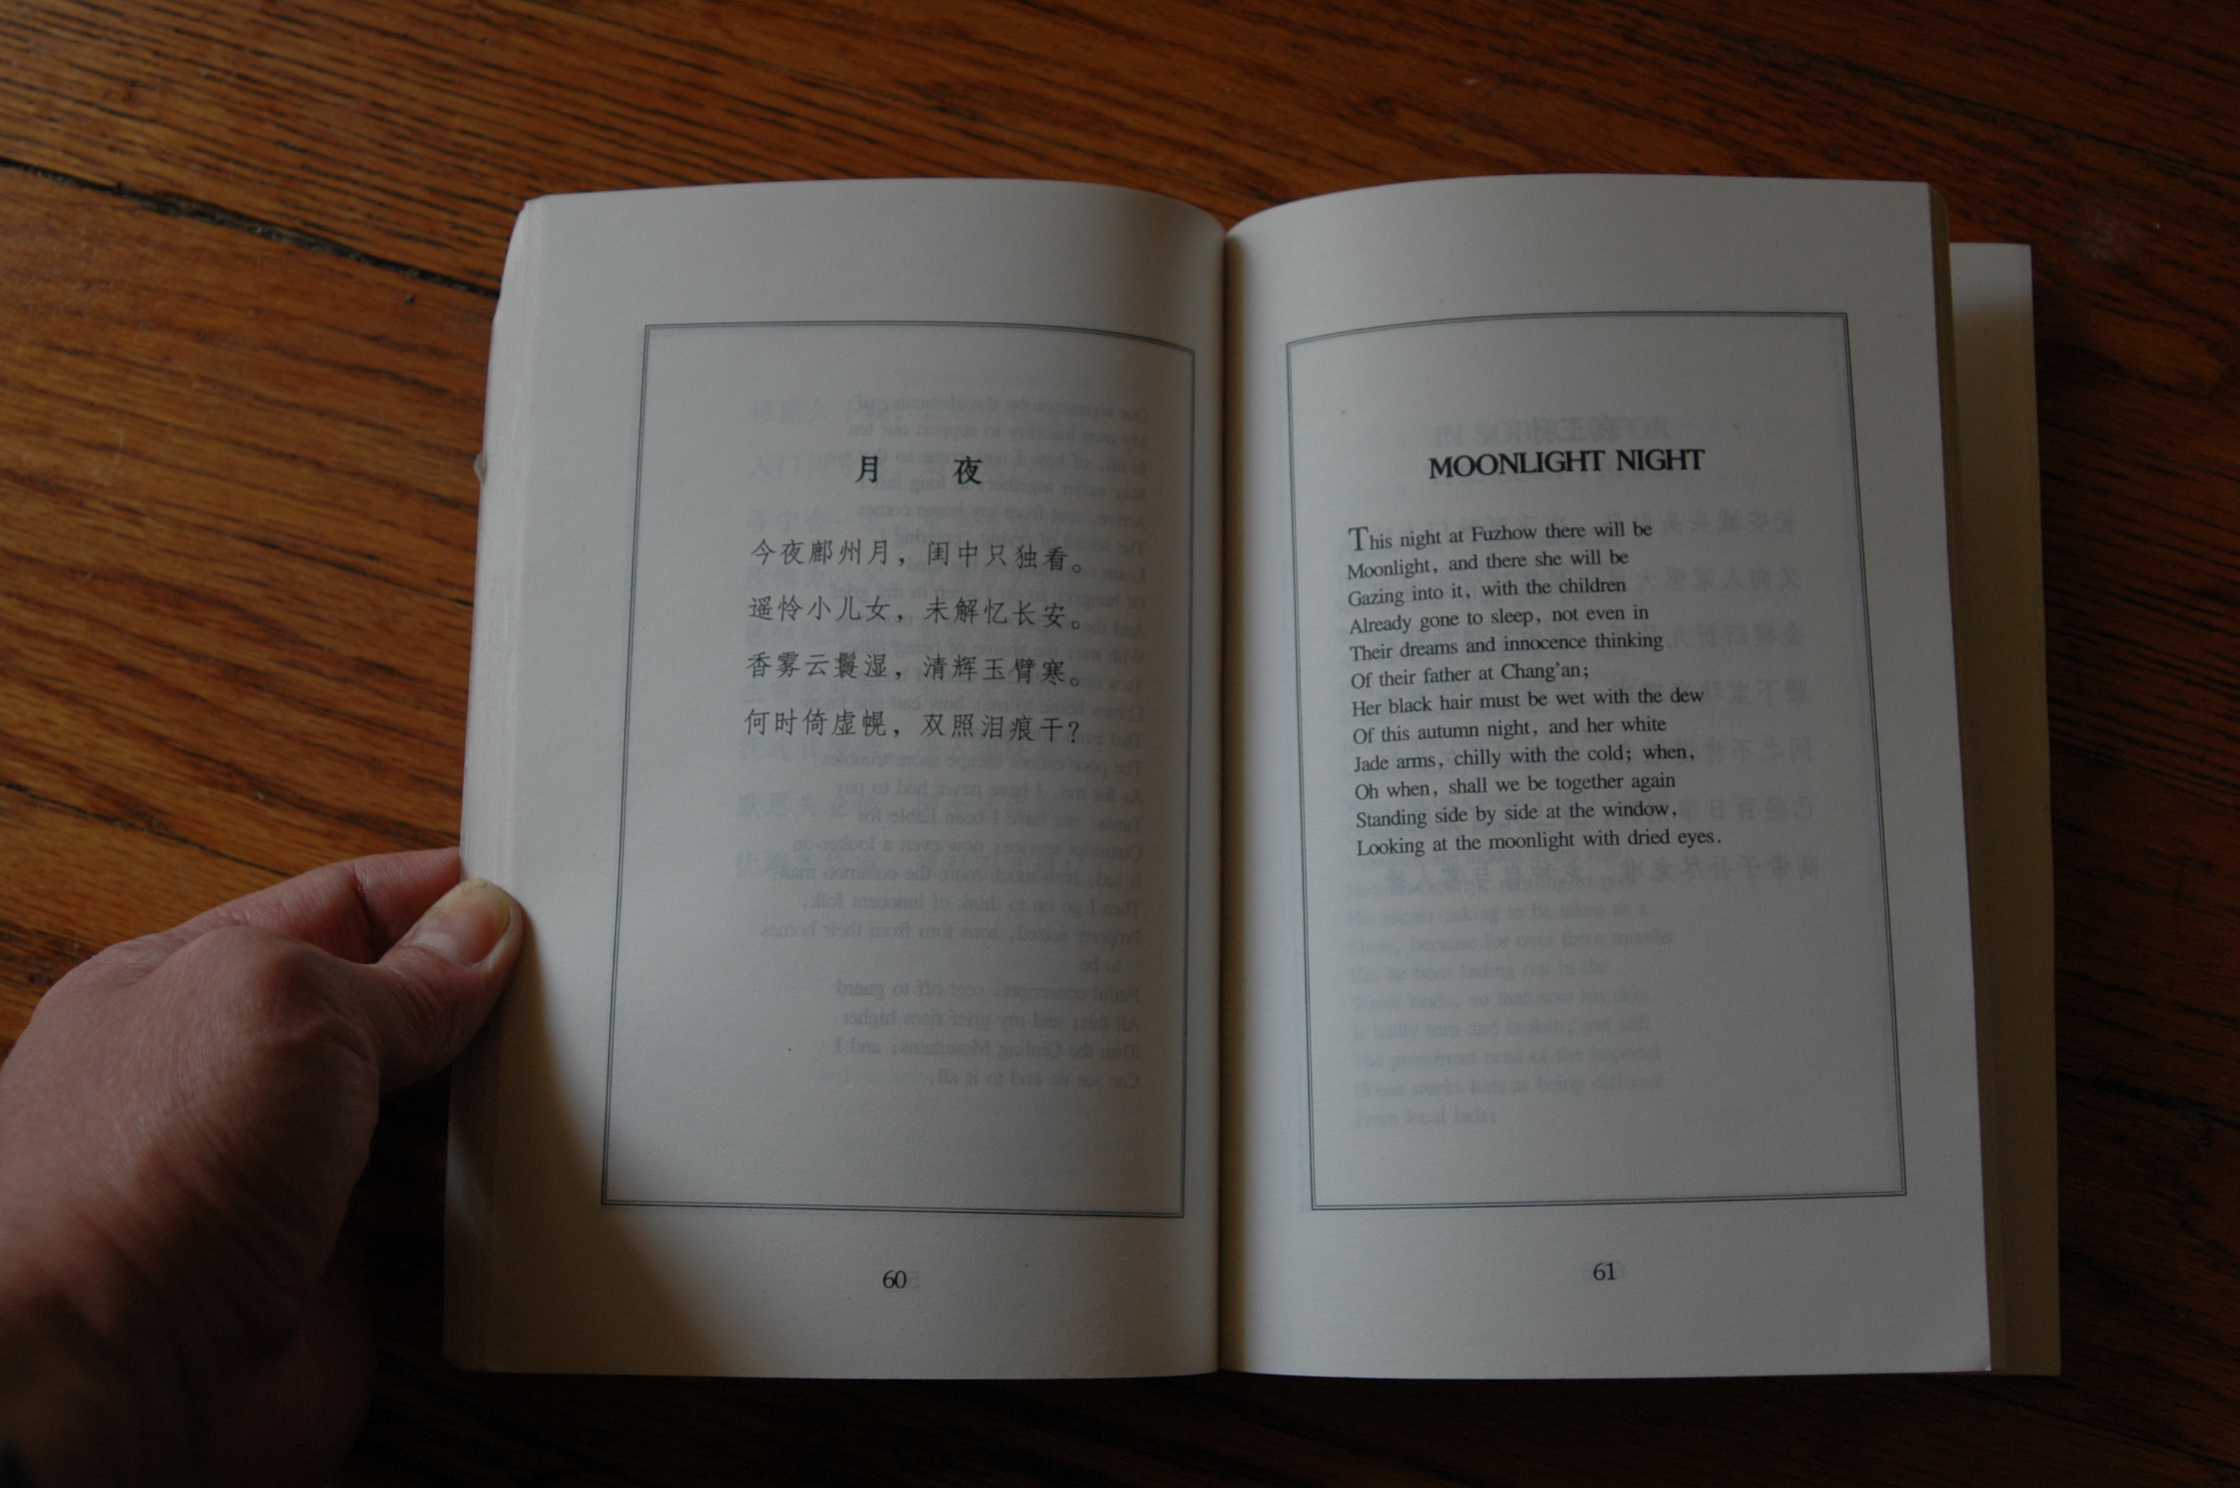 月 夜
今夜鄜州月，闺中只独看。
遥怜小儿女，未解忆长安。
香雾云鬟湿，清辉玉臂寒。
何时倚虚幌，双照泪痕干？
60
MOONLIGHT NIGHT
This night at Fuzhow there will be
Moonlight, and there she will be
Gazing into it, with the children
Already gone to sleep, not even in
Their dreams and innocence thinking
Of their father at Chang'an;
Her black hair must be wet with the dew
Of this autumn night, and her white
Jade arms, chilly with the cold; when,
Oh when, shall we be together again
Standing side by side at the window,
Looking at the moonlight with dried eyes.
61